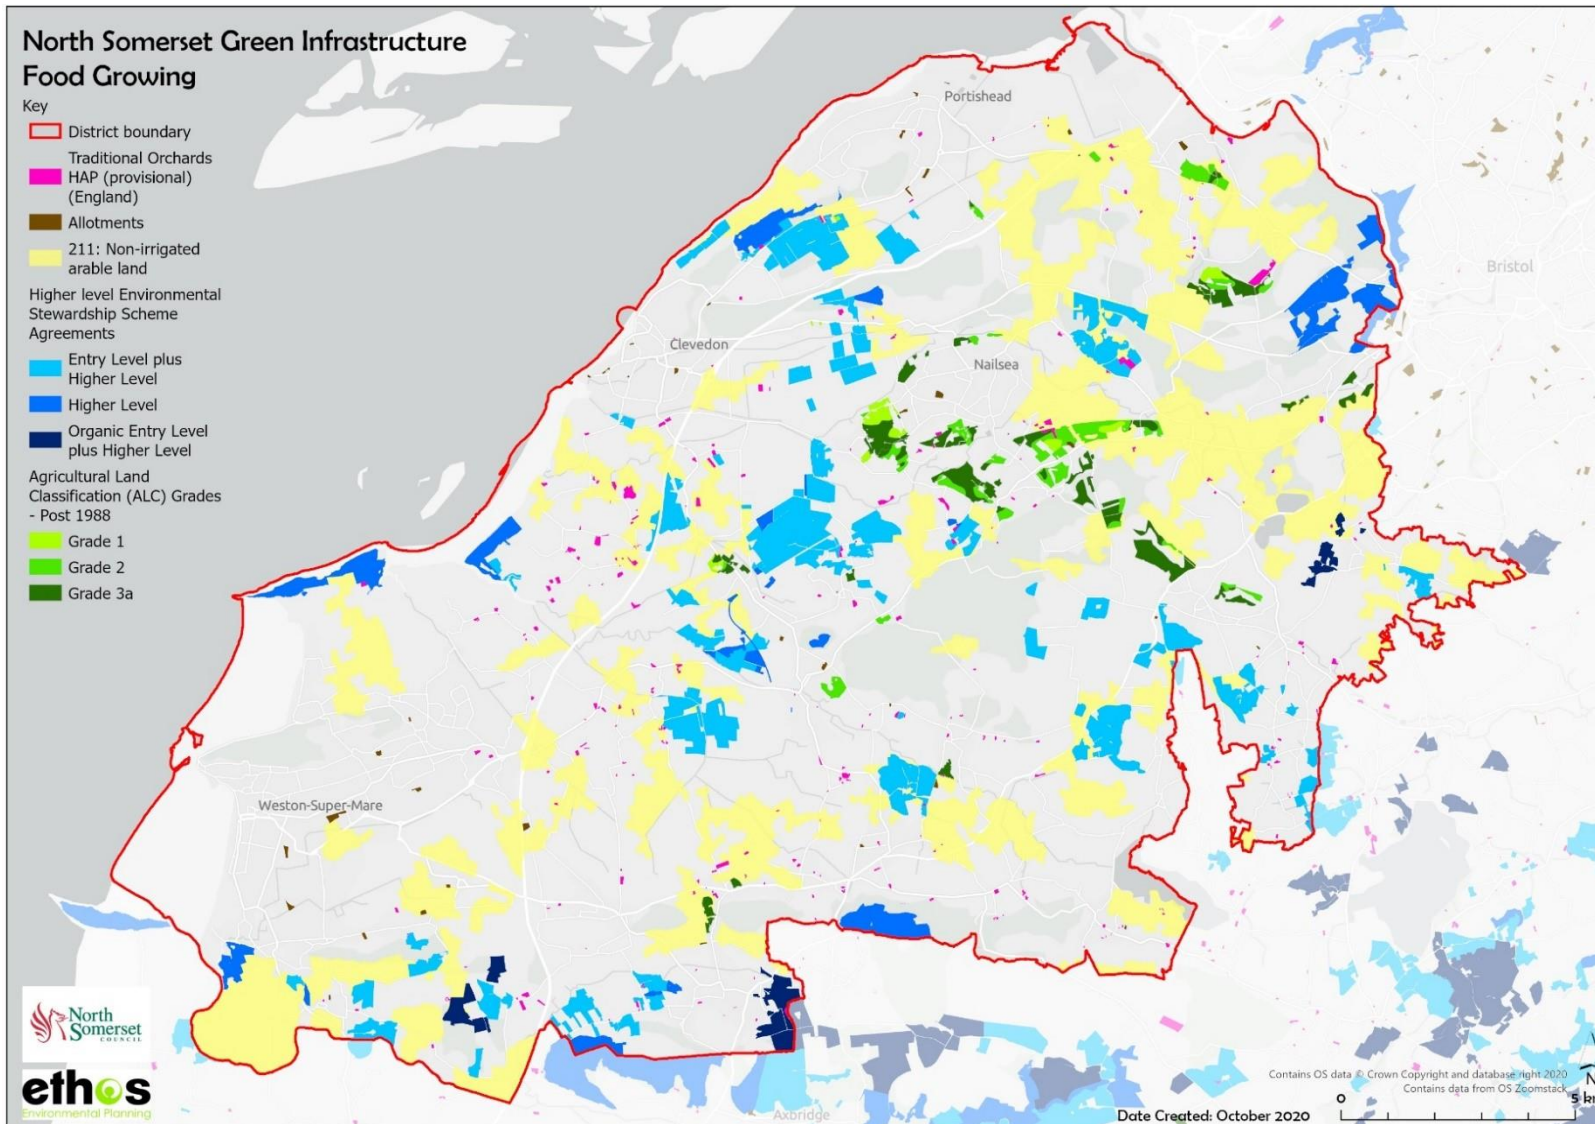 North Somerset Green Infrastructure
Food Growing
Key
District boundary
Traditional Orchards
HAP (provisional)
(England)
Allotments
211: Non-irrigated
arable land
Higher level Environmental
Stewardship Scheme
Agreements
Entry Level plus
Higher Level
Higher Level
Organic Entry Level
plus Higher Level
Agricultural Land
Classification (ALC) Grades
- Post 1988
Grade 1
Grade 2
Grade 3a
Portishead
Bristol
Clevedon
Nailsea
Weston-Super-Mare
Axbridge
North
Somerset
COUNCIL
ethos
Environmental Planning
Contains OS data © Crown Copyright and database right 2020
Contains data from OS Zoomstack
N
Date Created: October 2020
0
5 km